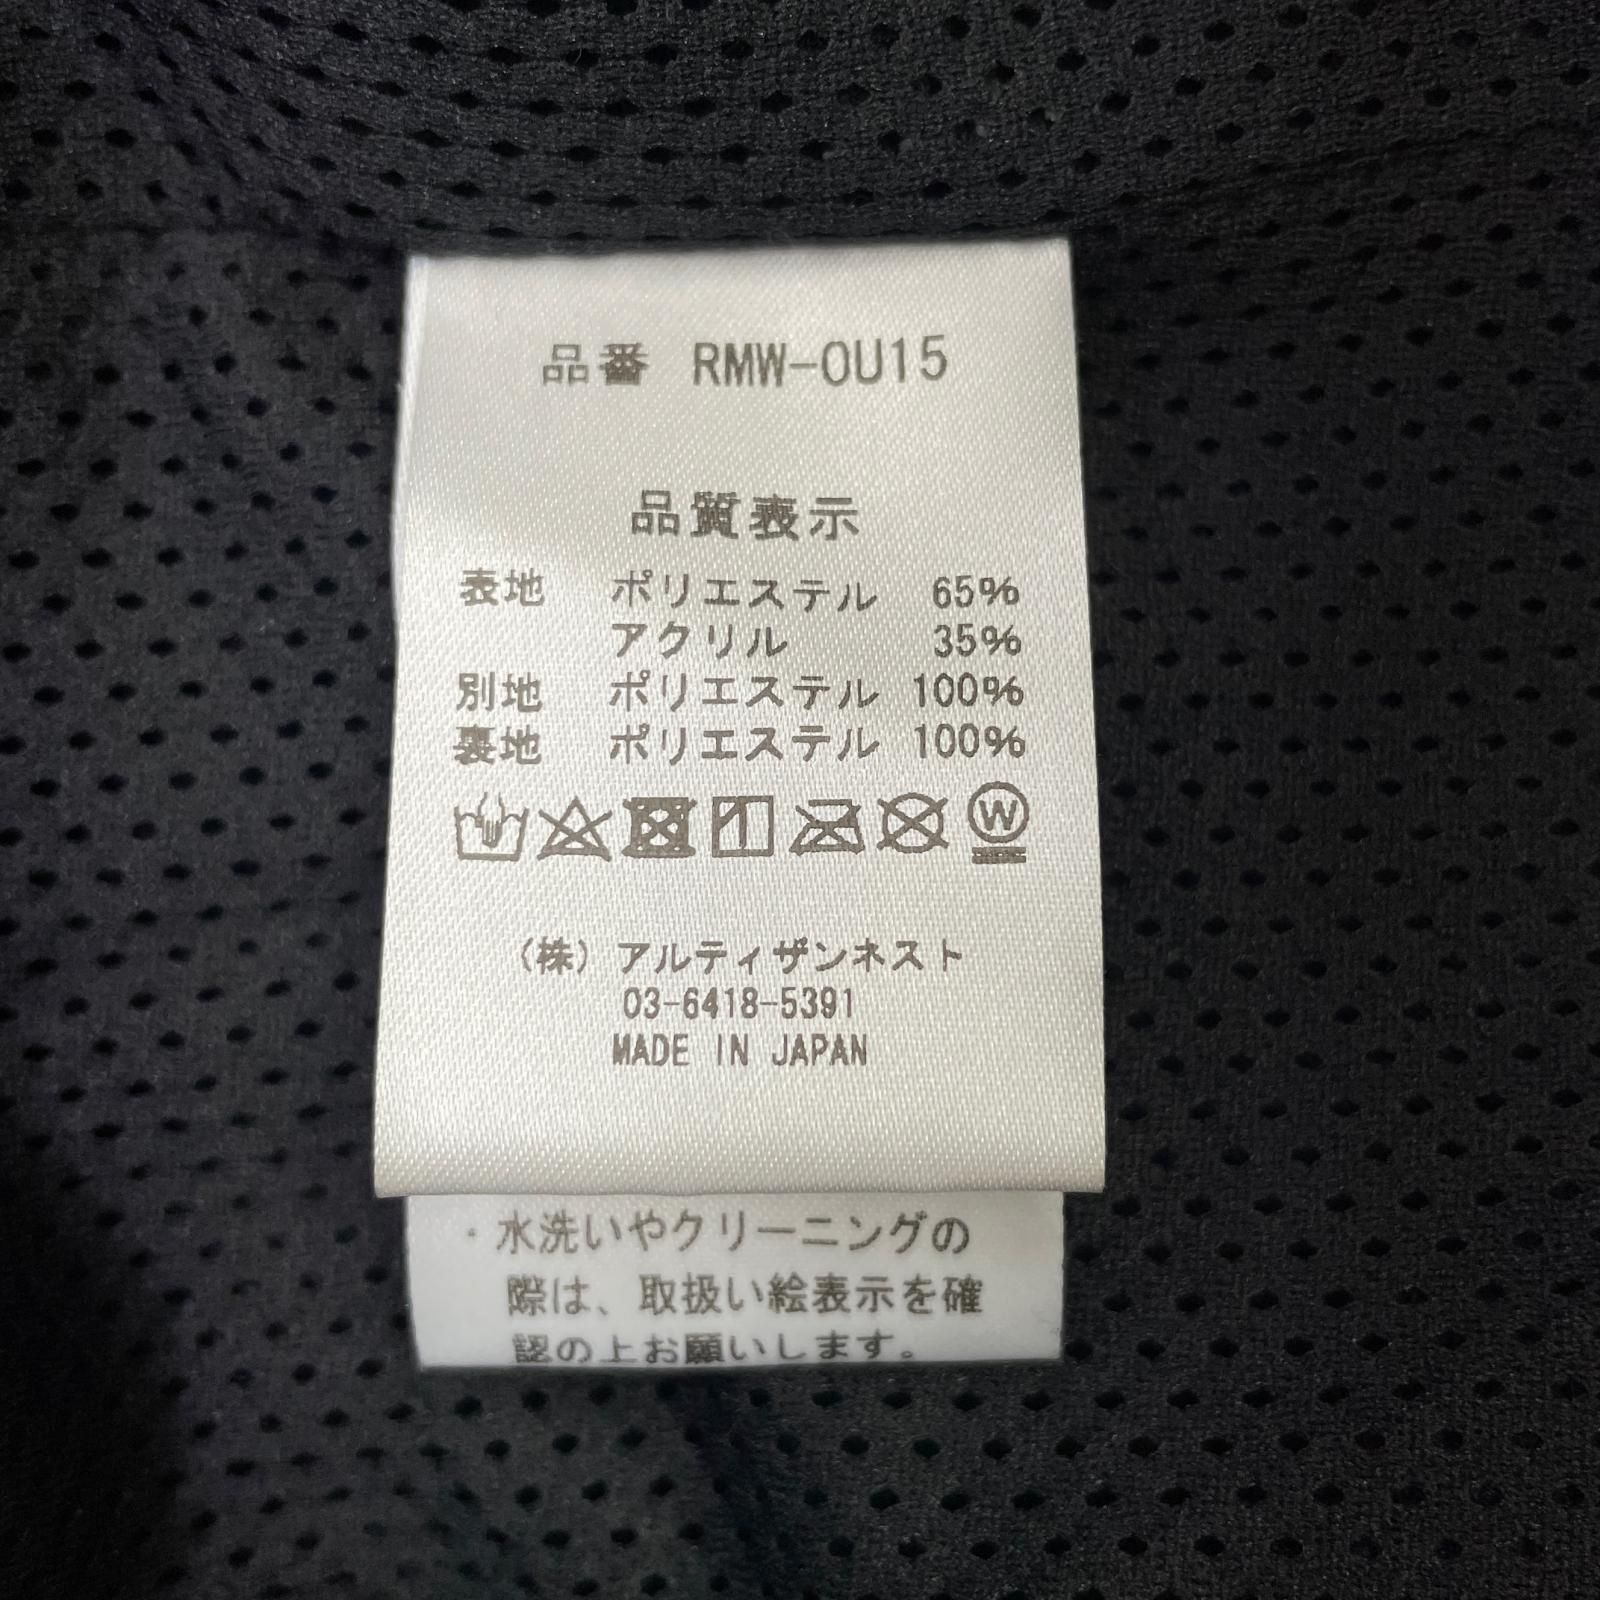 品番 RMW-OU15
品質表示
表地 ポリエステル 65%
アクリル 35%
別地 ポリエステル 100%
裏地 ポリエステル 100%
W
(株) アルティザンネスト
03-6418-5391
MADE IN JAPAN
・水洗いやクリーニングの
際は、取扱い絵表示を確
認の上お願いします。